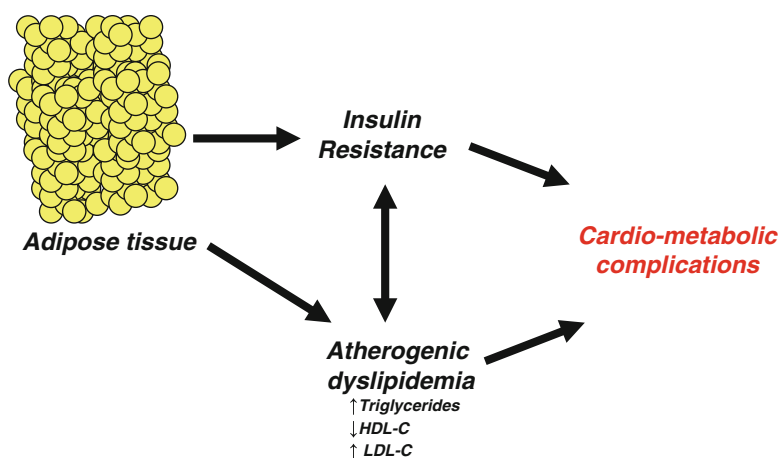 Insulin
Resistance
Adipose tissue
Cardio-metabolic
complications
Atherogenic
dyslipidemia
↑Triglycerides
↓HDL-C
↑ LDL-C